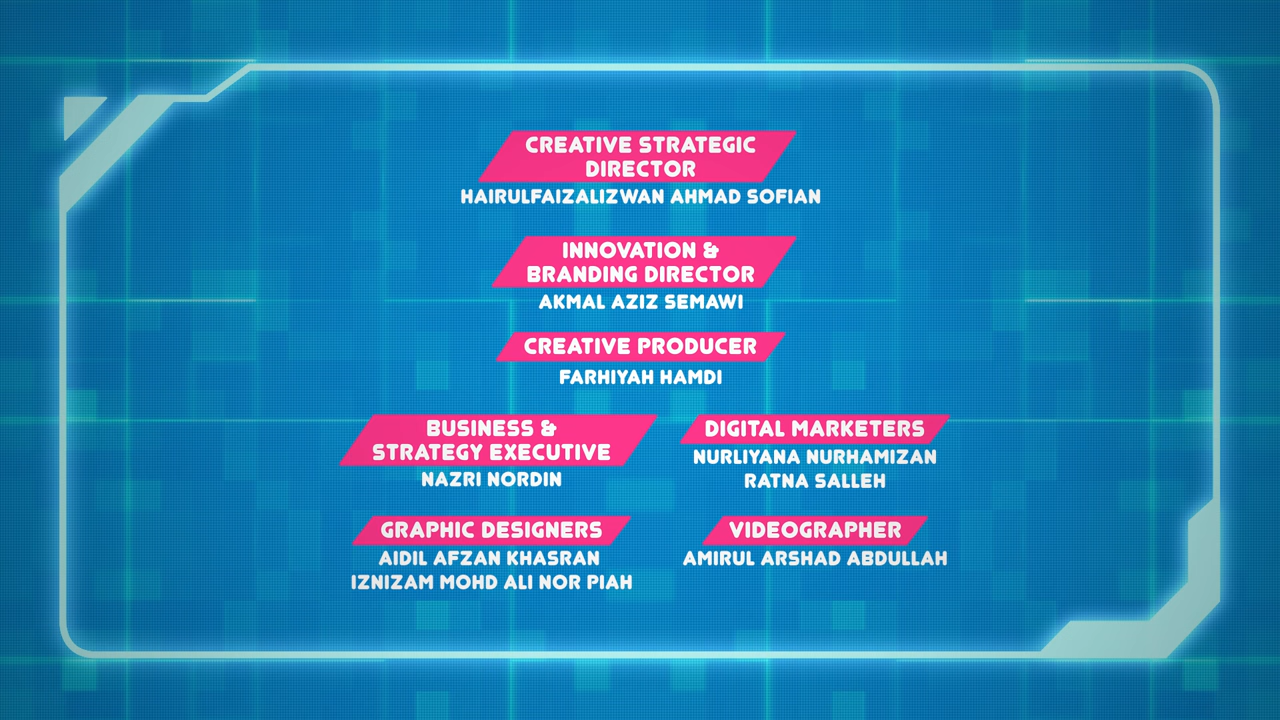 CREATIVE STRATEGIC
DIRECTOR
HAIRULFAIZALIZWAN AHMAD SOFIAN
INNOVATION &
BRANDING DIRECTOR
AKMAL AZIZ SEMAWI
CREATIVE PRODUCER
FARHIYAH HAMDI
BUSINESS &
STRATEGY EXECUTIVE
NAZRI NORDIN
DIGITAL MARKETERS
NURLIYANA NURHAMIZAN
RATNA SALLEH
GRAPHIC DESIGNERS
AIDIL AFZAN KHASRAN
IZNIZAM MOHD ALI NOR PIAH
VIDEOGRAPHER
AMIRUL ARSHAD ABDULLAH